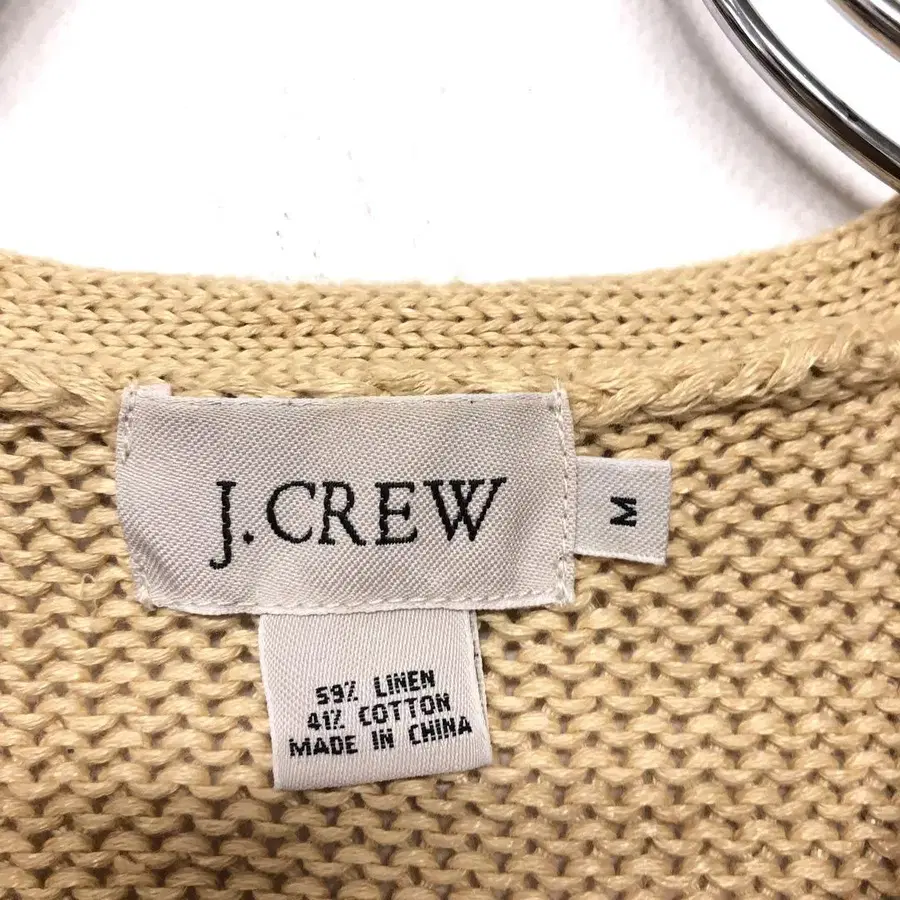 J.CREW
M
59% LINEN
41% COTTON
MADE IN CHINA